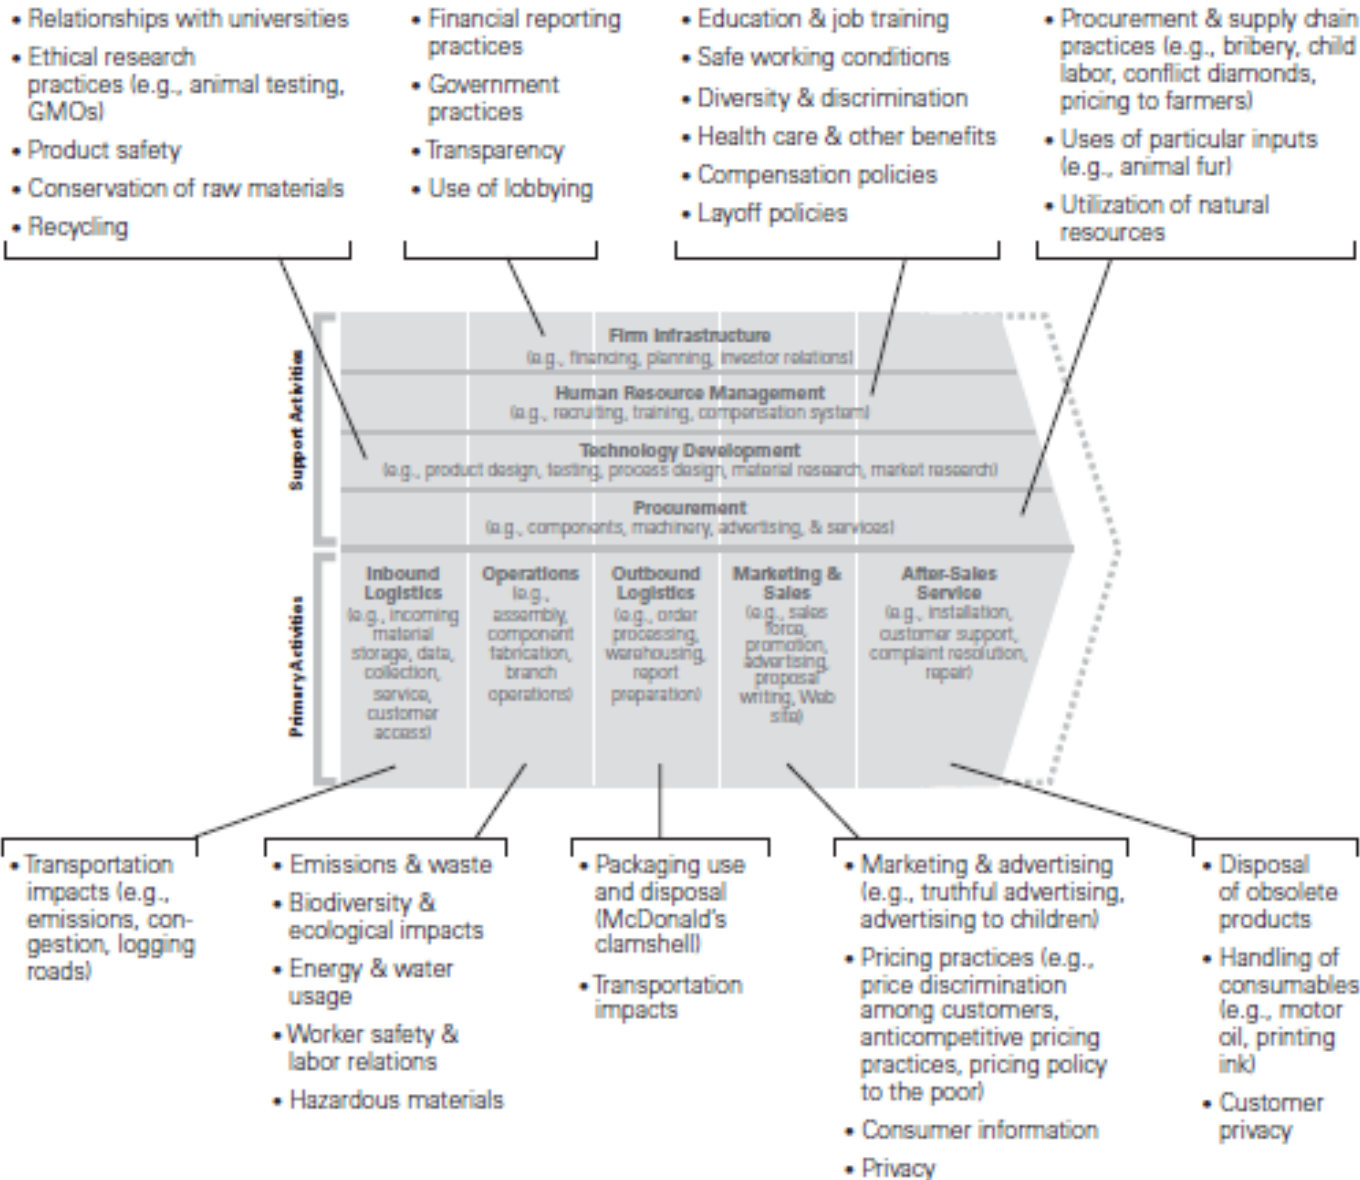 • Relationships with universities
• Ethical research
practices (e.g., animal testing,
GMOs)
• Product safety
• Conservation of raw materials
• Recycling
• Financial reporting
practices
• Government
practices
• Transparency
• Use of lobbying
• Education & job training
• Safe working conditions
• Diversity & discrimination
• Health care & other benefits
• Compensation policies
• Layoff policies
• Procurement & supply chain
practices (e.g., bribery, child
labor, conflict diamonds,
pricing to farmers)
• Uses of particular inputs
(e.g., animal fur)
• Utilization of natural
resources
Support Activities
Firm Infrastructure
(e.g., financing, planning, investor relations)
Human Resource Management
(e.g., recruiting, training, compensation system)
Technology Development
(e.g., product design, testing, process design, material research, market research)
Procurement
(e.g., components, machinery, advertising, & services)
Primary Activities
Inbound
Logistics
(e.g., incoming
material
storage, data,
collection,
service,
customer
access)
Operations
(e.g.,
assembly,
component
fabrication,
branch
operations)
Outbound
Logistics
(e.g., order
processing,
warehousing,
report
preparation)
Marketing &
Sales
(e.g., sales
force,
promotion,
advertising,
proposal
writing, Web
site)
After-Sales
Service
(e.g., installation,
customer support,
complaint resolution,
repair)
• Transportation
impacts (e.g.,
emissions, con-
gestion, logging
roads)
• Emissions & waste
• Biodiversity &
ecological impacts
• Energy & water
usage
• Worker safety &
labor relations
• Hazardous materials
• Packaging use
and disposal
(McDonald's
clamshell)
• Transportation
impacts
• Marketing & advertising
(e.g., truthful advertising,
advertising to children)
• Pricing practices (e.g.,
price discrimination
among customers,
anticompetitive pricing
practices, pricing policy
to the poor)
• Consumer information
• Privacy
• Disposal
of obsolete
products
• Handling of
consumables
(e.g., motor
oil, printing
ink)
• Customer
privacy